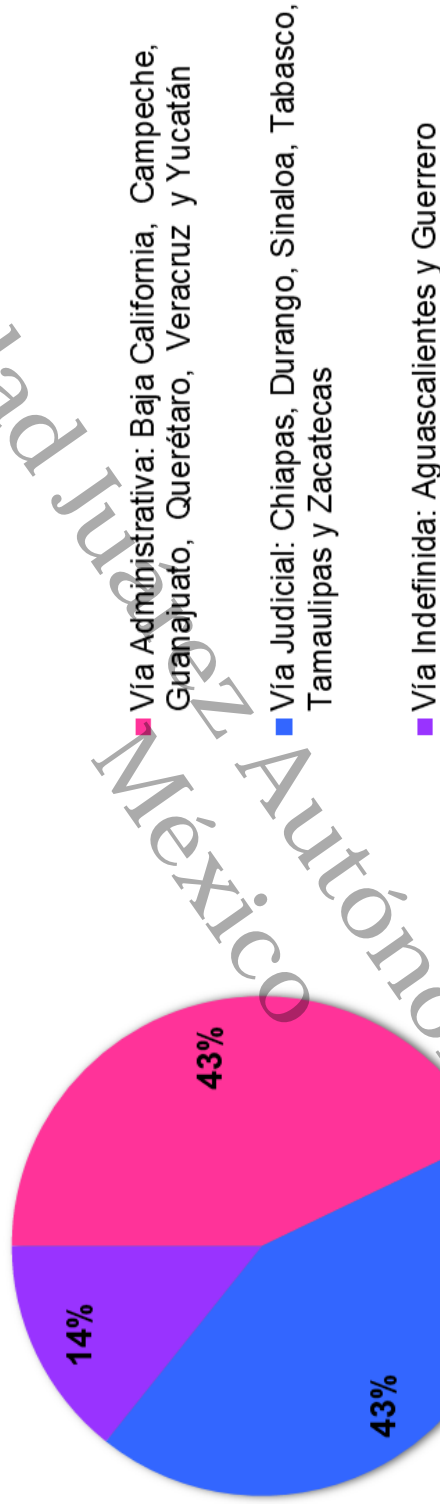 43%
43%
14%
Vía Administrativa: Baja California, Campeche,
Guanajuato, Querétaro, Veracruz y Yucatán
Vía Judicial: Chiapas, Durango, Sinaloa, Tabasco,
Tamaulipas y Zacatecas
Vía Indefinida: Aguascalientes y Guerrero
Juárez
México